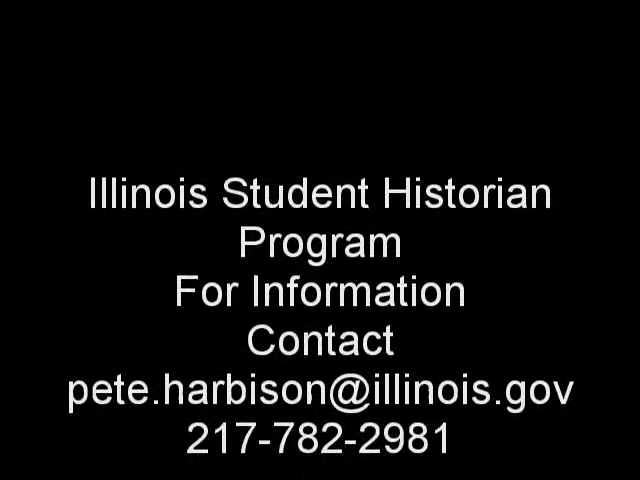 Illinois Student Historian
Program
For Information
Contact
pete.harbison@illinois.gov
217-782-2981